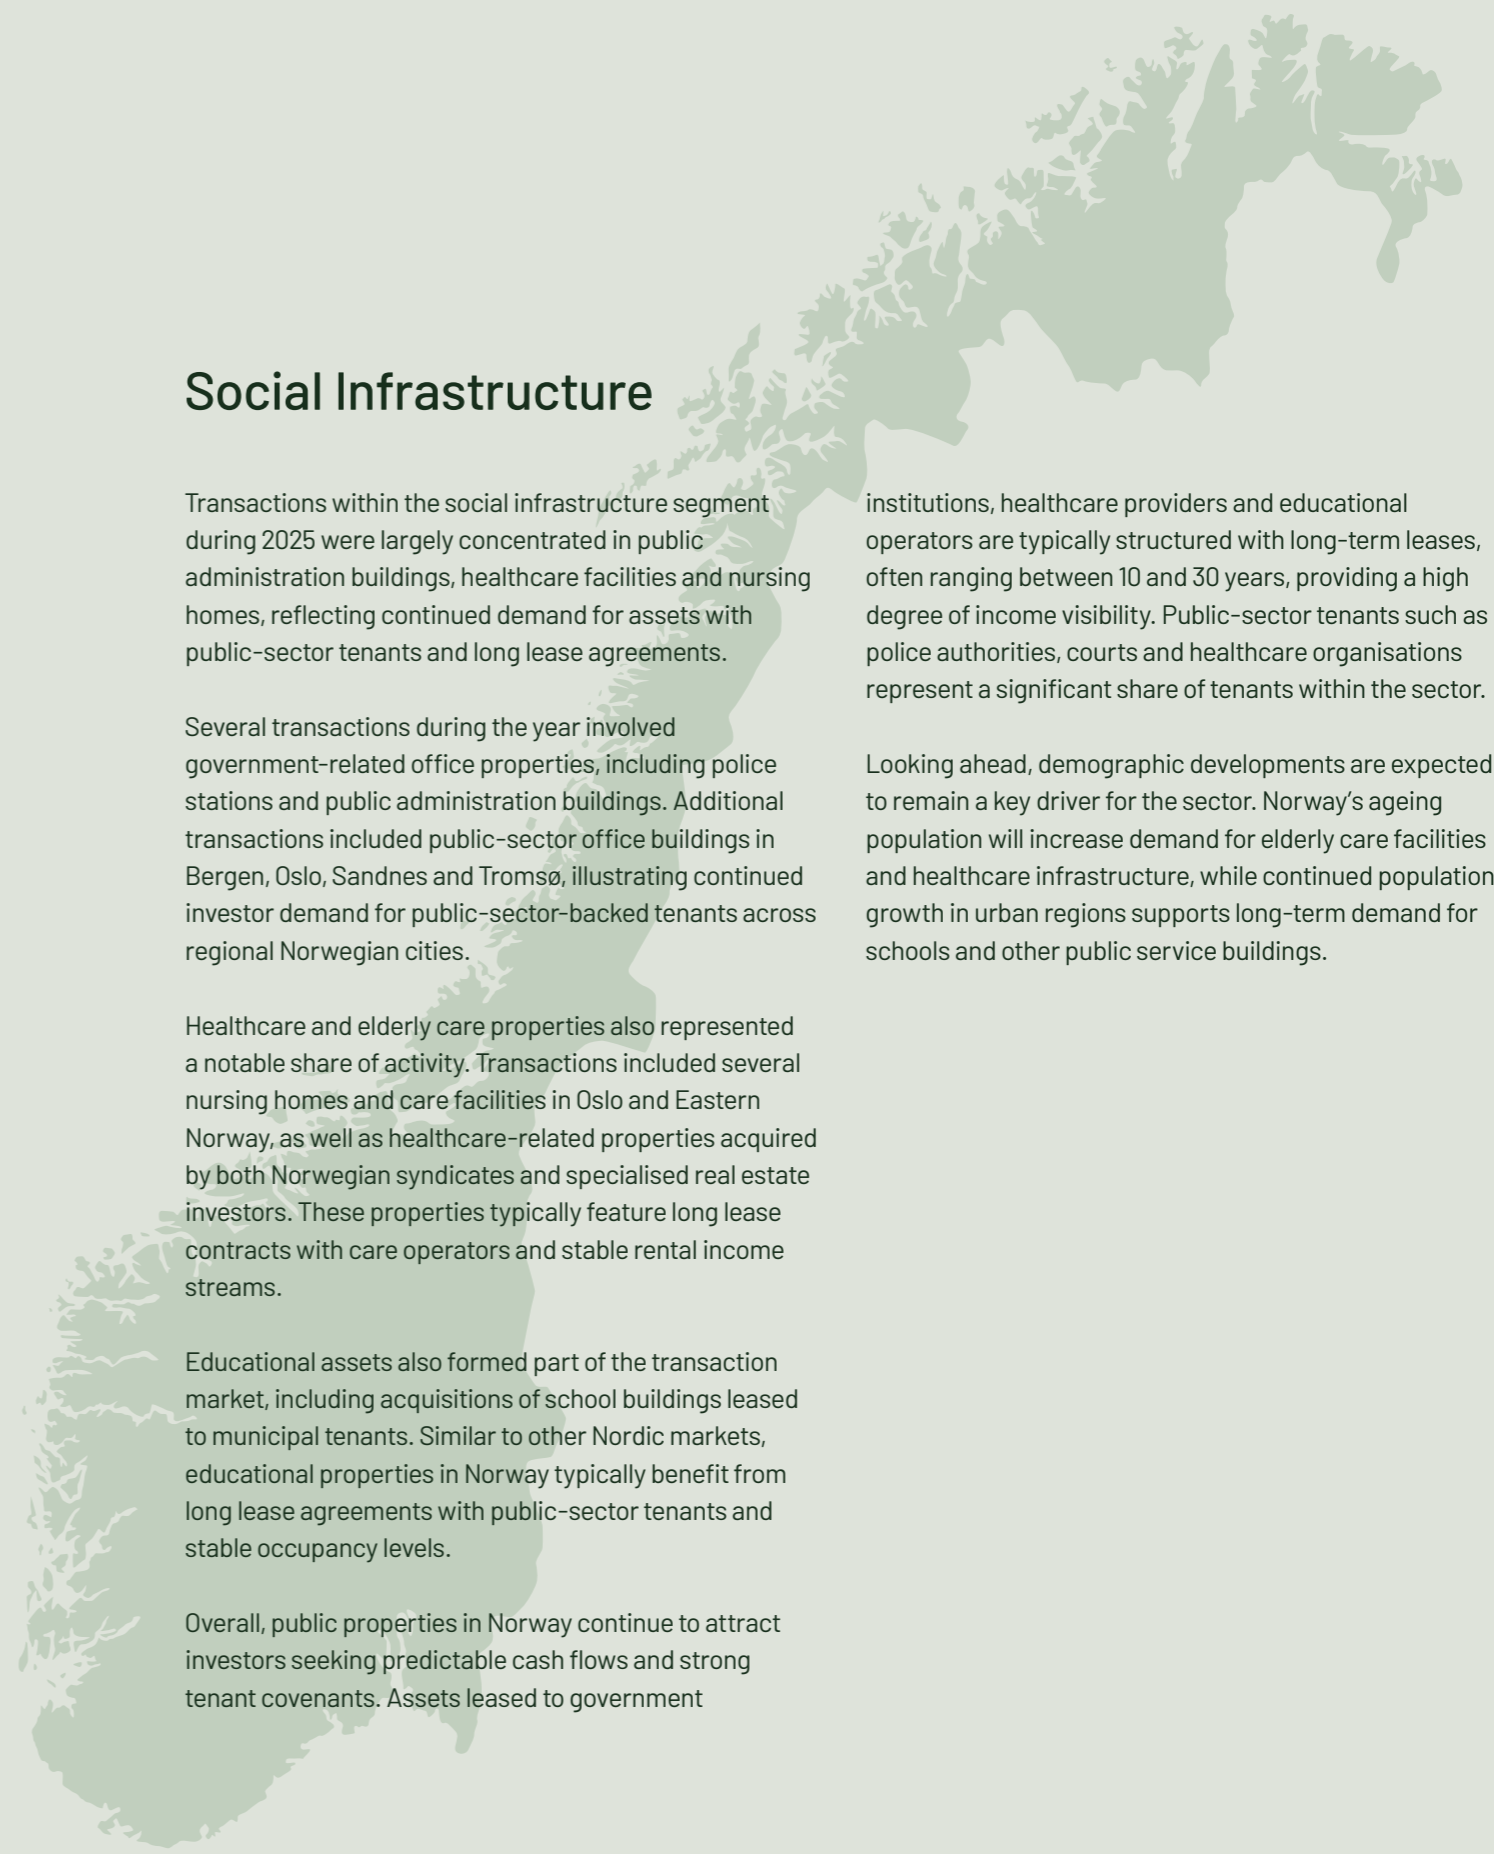 Social Infrastructure
Transactions within the social infrastructure segment
during 2025 were largely concentrated in public
administration buildings, healthcare facilities and nursing
homes, reflecting continued demand for assets with
public-sector tenants and long lease agreements.
Several transactions during the year involved
government-related office properties, including police
stations and public administration buildings. Additional
transactions included public-sector office buildings in
Bergen, Oslo, Sandnes and Tromsø, illustrating continued
investor demand for public-sector-backed tenants across
regional Norwegian cities.
Healthcare and elderly care properties also represented
a notable share of activity. Transactions included several
nursing homes and care facilities in Oslo and Eastern
Norway, as well as healthcare-related properties acquired
by both Norwegian syndicates and specialised real estate
investors. These properties typically feature long lease
contracts with care operators and stable rental income
streams.
Educational assets also formed part of the transaction
market, including acquisitions of school buildings leased
to municipal tenants. Similar to other Nordic markets,
educational properties in Norway typically benefit from
long lease agreements with public-sector tenants and
stable occupancy levels.
Overall, public properties in Norway continue to attract
investors seeking predictable cash flows and strong
tenant covenants. Assets leased to government
institutions, healthcare providers and educational
operators are typically structured with long-term leases,
often ranging between 10 and 30 years, providing a high
degree of income visibility. Public-sector tenants such as
police authorities, courts and healthcare organisations
represent a significant share of tenants within the sector.
Looking ahead, demographic developments are expected
to remain a key driver for the sector. Norway’s ageing
population will increase demand for elderly care facilities
and healthcare infrastructure, while continued population
growth in urban regions supports long-term demand for
schools and other public service buildings.